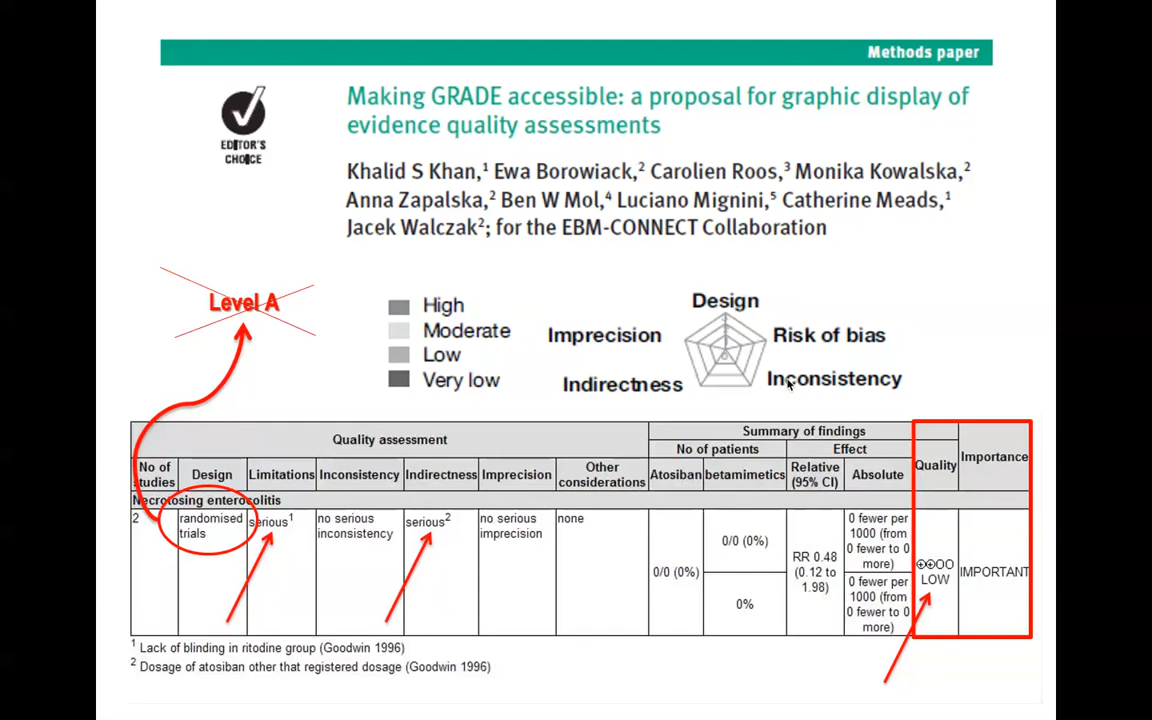 Methods paper
EDITOR'S
CHOICE
Making GRADE accessible: a proposal for graphic display of
evidence quality assessments
Khalid S Khan,¹ Ewa Borowiack,² Carolien Roos,³ Monika Kowalska,²
Anna Zapalska,² Ben W Mol,⁴ Luciano Mignini,⁵ Catherine Meads,¹
Jacek Walczak²; for the EBM-CONNECT Collaboration
Level A
High
Moderate
Low
Very low
Design
Imprecision
Risk of bias
Indirectness
Inconsistency
Quality assessment
Summary of findings
No of patients
Effect
Quality
Importance
No of
studies
Design
Limitations
Inconsistency
Indirectness
Imprecision
Other
considerations
Atosiban
betamimetics
Relative
(95% CI)
Absolute
Necrotosing enterocolitis
2
randomised
trials
serious¹
no serious
inconsistency
serious²
no serious
imprecision
none
0/0 (0%)
0/0 (0%)
0%
RR 0.48
(0.12 to
1.98)
0 fewer per
1000 (from
0 fewer to 0
more)
0 fewer per
1000 (from
0 fewer to 0
more)
⊕⊕OO
LOW
IMPORTANT
¹ Lack of blinding in ritodine group (Goodwin 1996)
² Dosage of atosiban other that registered dosage (Goodwin 1996)